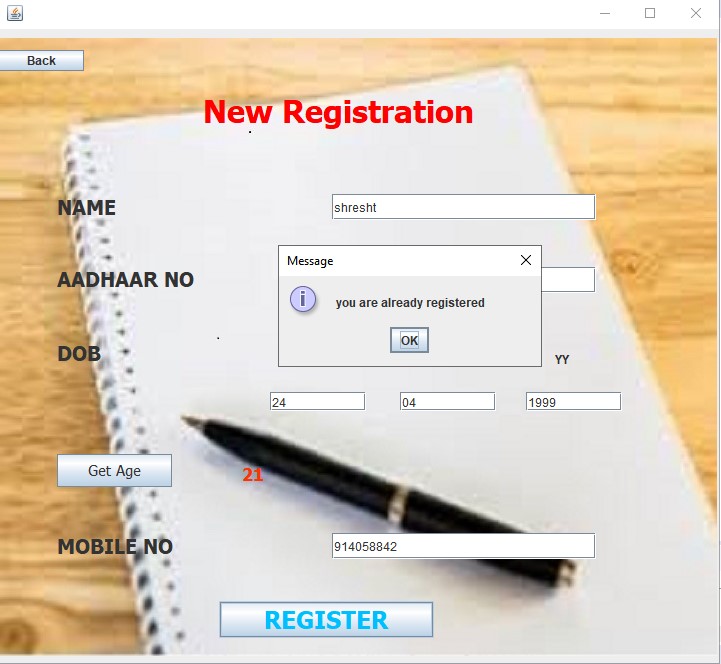 Back
New Registration
NAME
shresht
Message
AADHAAR NO
you are already registered
OK
DOB
YY
24
04
1999
Get Age
21
MOBILE NO
914058842
REGISTER